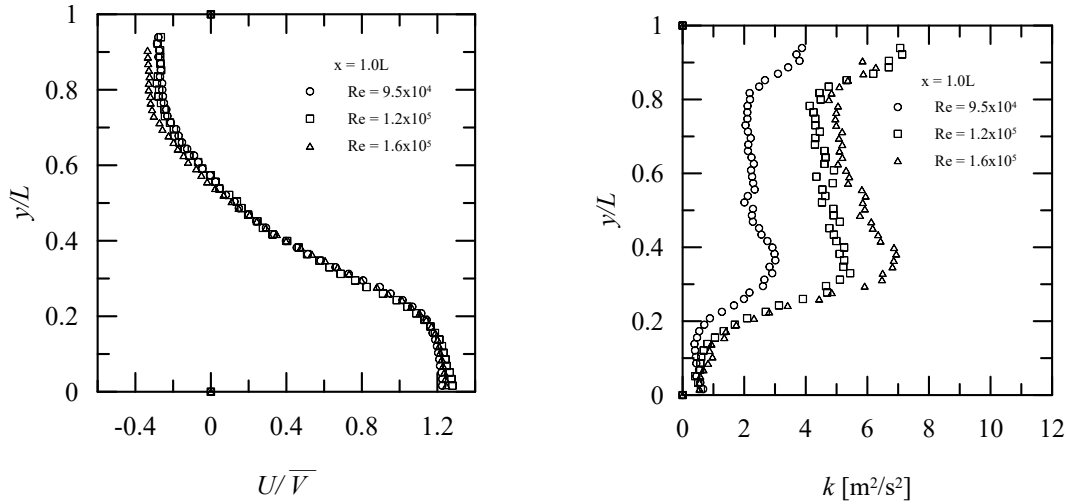 1
0.8
0.6
0.4
0.2
0
y/L
-0.4 0 0.4 0.8 1.2
U/ V̅
x = 1.0L
Re = 9.5x10⁴
Re = 1.2x10⁵
Re = 1.6x10⁵
1
0.8
0.6
0.4
0.2
0
y/L
0 2 4 6 8 10 12
k [m²/s²]
x = 1.0L
Re = 9.5x10⁴
Re = 1.2x10⁵
Re = 1.6x10⁵